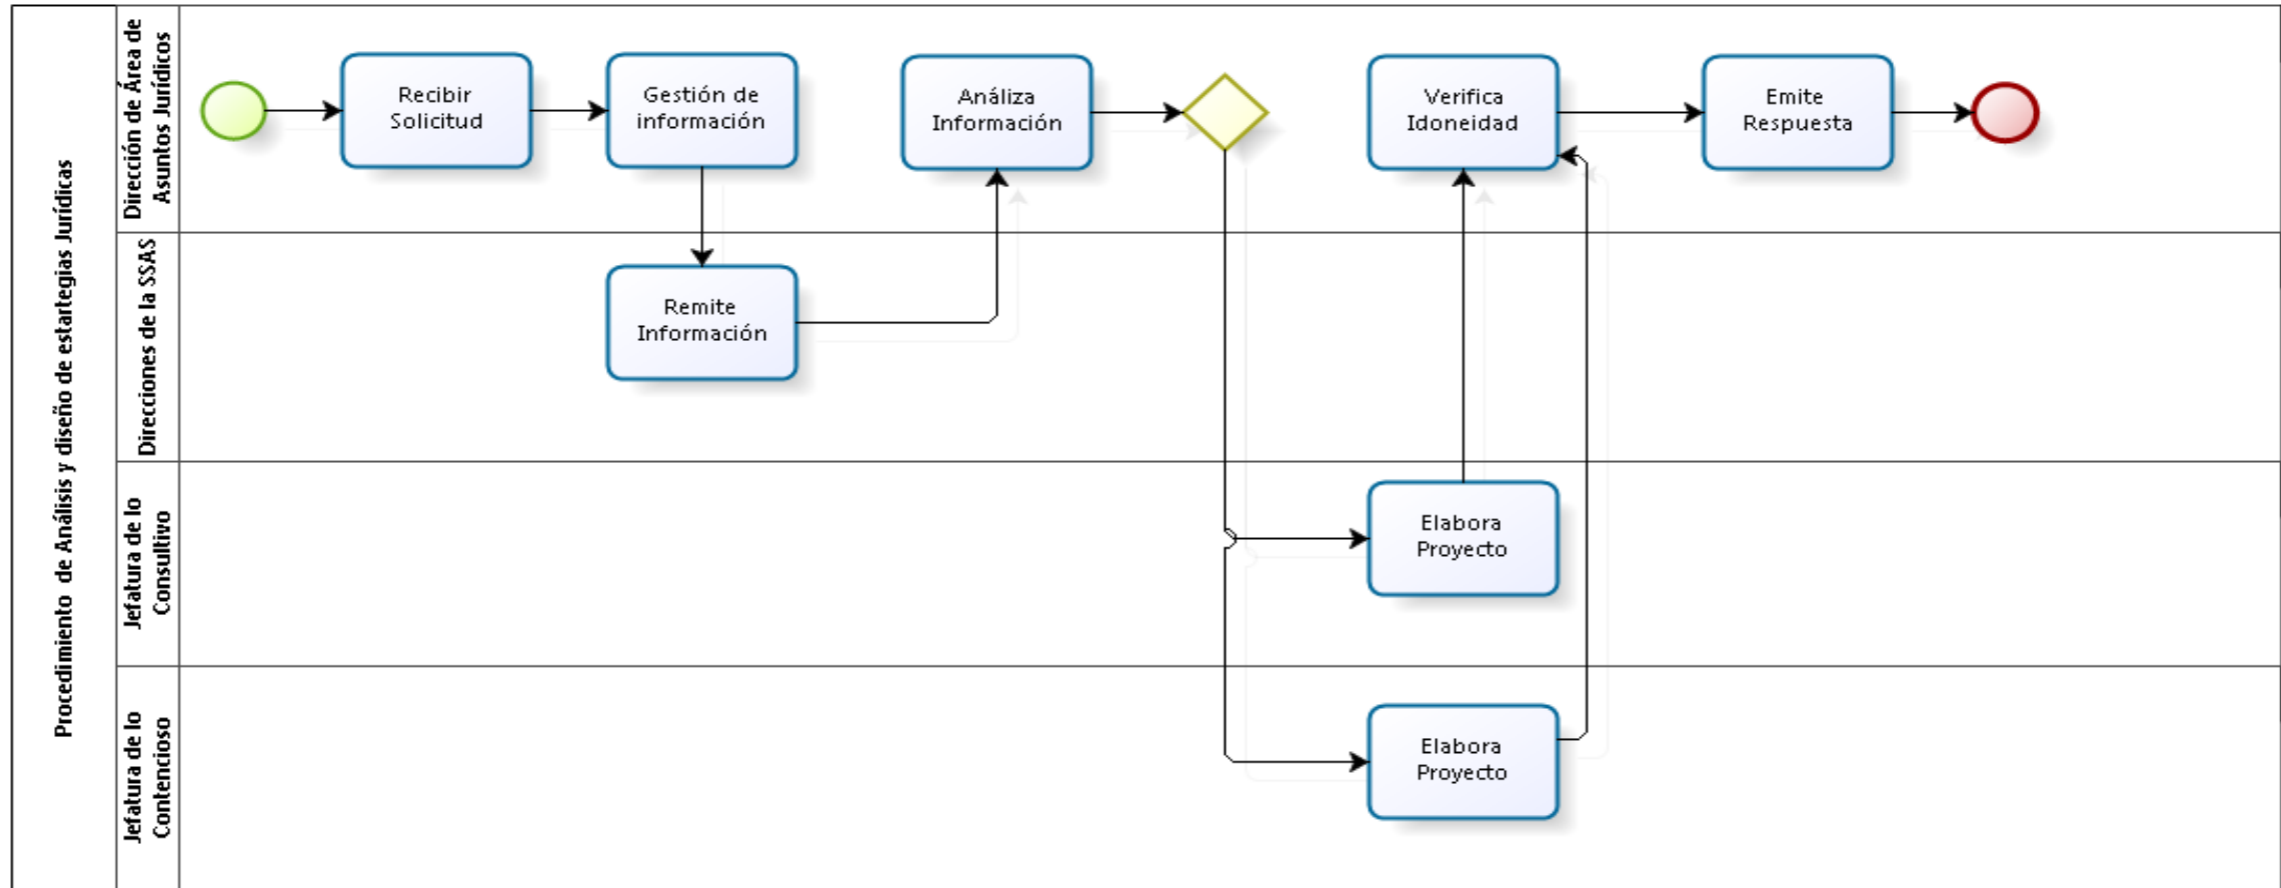 Procedimiento de Análisis y diseño de estartegias Jurídicas
Dirección de Área de
Asuntos Jurídicos
Recibir
Solicitud
Gestión de
información
Análiza
Información
Verifica
Idoneidad
Emite
Respuesta
Direcciones de la SSAS
Remite
Información
Jefatura de lo
Consultivo
Elabora
Proyecto
Jefatura de lo
Contencioso
Elabora
Proyecto